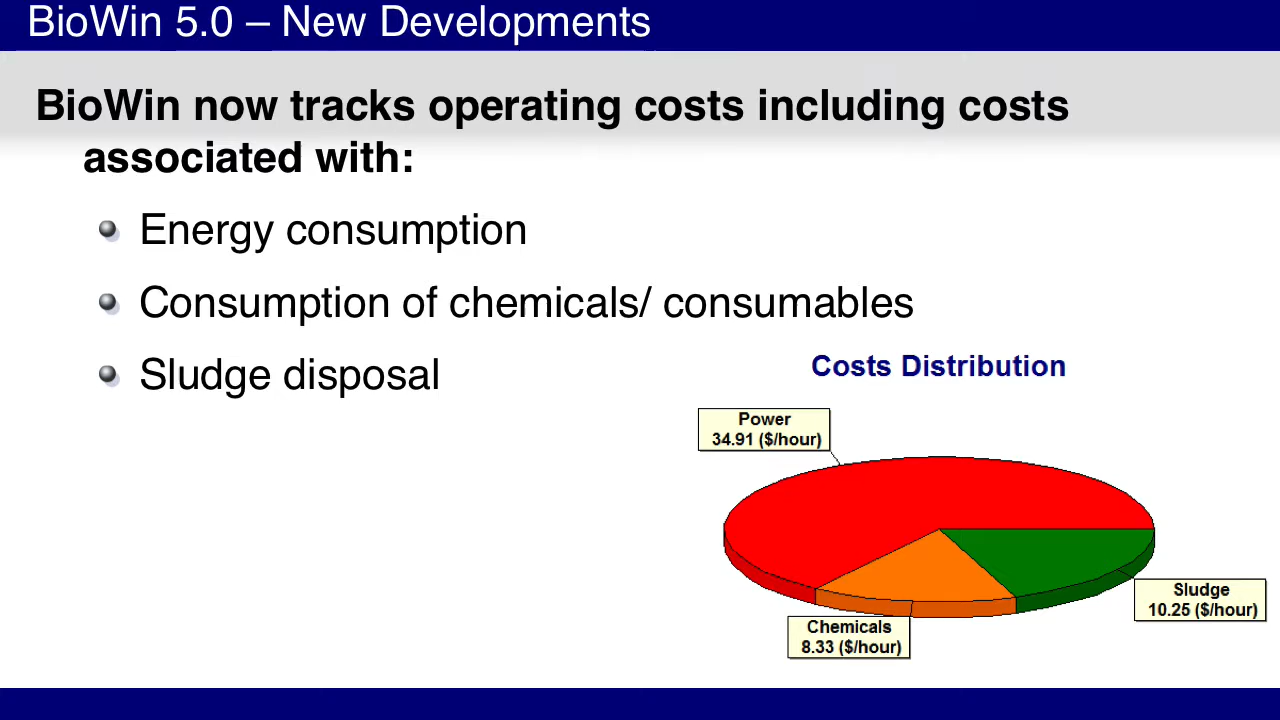 BioWin 5.0 – New Developments
BioWin now tracks operating costs including costs
associated with:
Energy consumption
Consumption of chemicals/ consumables
Sludge disposal
Costs Distribution
Power
34.91 ($/hour)
Sludge
10.25 ($/hour)
Chemicals
8.33 ($/hour)